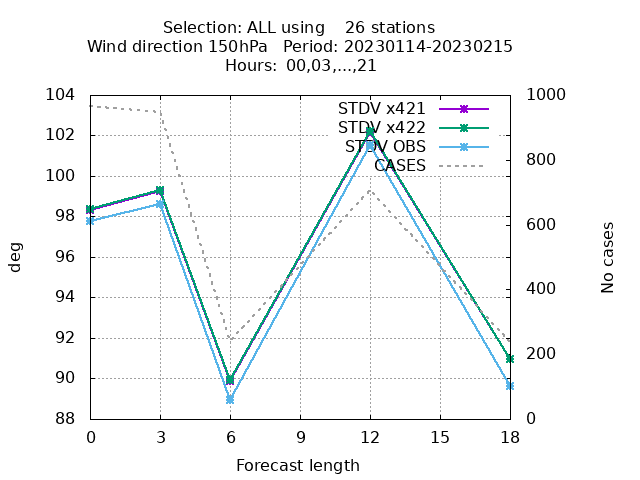 Selection: ALL using 26 stations
Wind direction 150hPa Period: 20230114-20230215
Hours: 00,03,...,21
STDV x421
STDV x422
STDV OBS
CASES
104
102
100
98
96
94
92
90
88
deg
1000
800
600
400
200
0
No cases
0 3 6 9 12 15 18
Forecast length